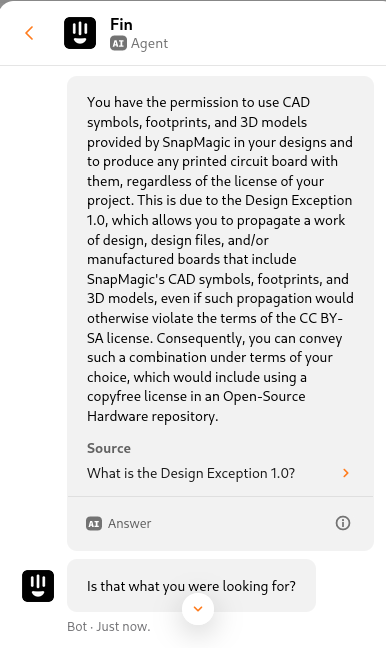 Fin
AI Agent
You have the permission to use CAD
symbols, footprints, and 3D models
provided by SnapMagic in your designs and
to produce any printed circuit board with
them, regardless of the license of your
project. This is due to the Design Exception
1.0, which allows you to propagate a work
of design, design files, and/or
manufactured boards that include
SnapMagic's CAD symbols, footprints, and
3D models, even if such propagation would
otherwise violate the terms of the CC BY-
SA license. Consequently, you can convey
such a combination under terms of your
choice, which would include using a
copyfree license in an Open-Source
Hardware repository.
Source
What is the Design Exception 1.0?
AI Answer
Is that what you were looking for?
Bot · Just now.